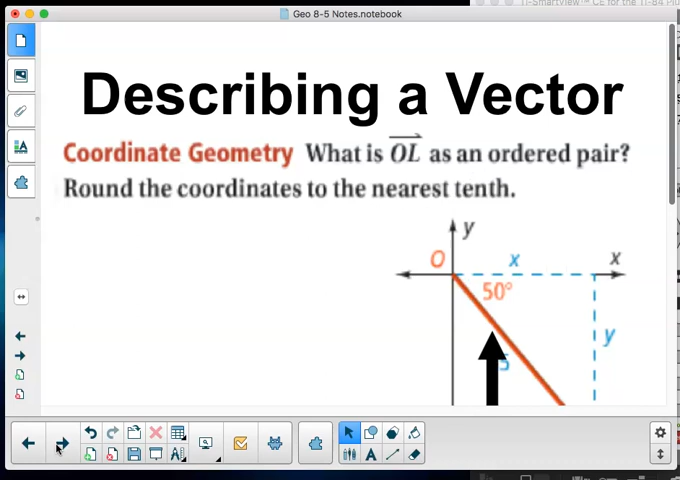 Geo 8-5 Notes.notebook
Describing a Vector
Coordinate Geometry What is OL as an ordered pair?
Round the coordinates to the nearest tenth.
y
O x x
50°
y